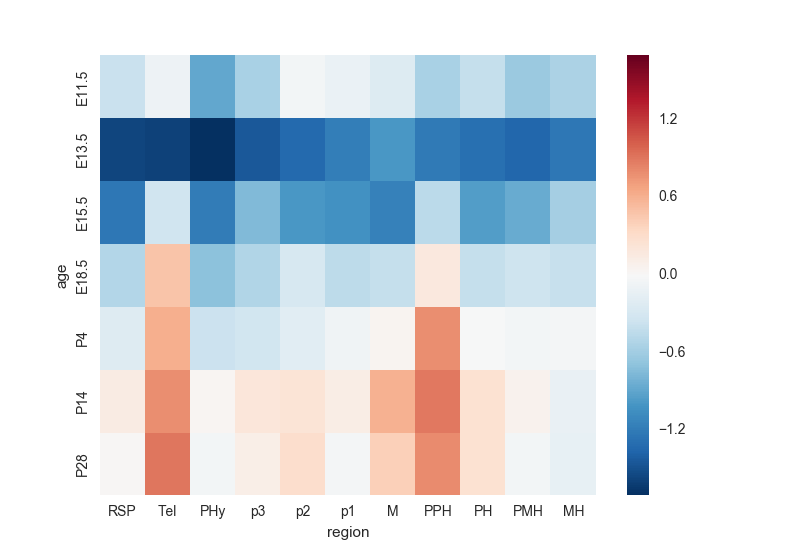 E11.5
E13.5
E15.5
E18.5
P4
P14
P28
age
RSP Tel PHy p3 p2 p1 M PPH PH PMH MH
region
1.2
0.6
0.0
−0.6
−1.2